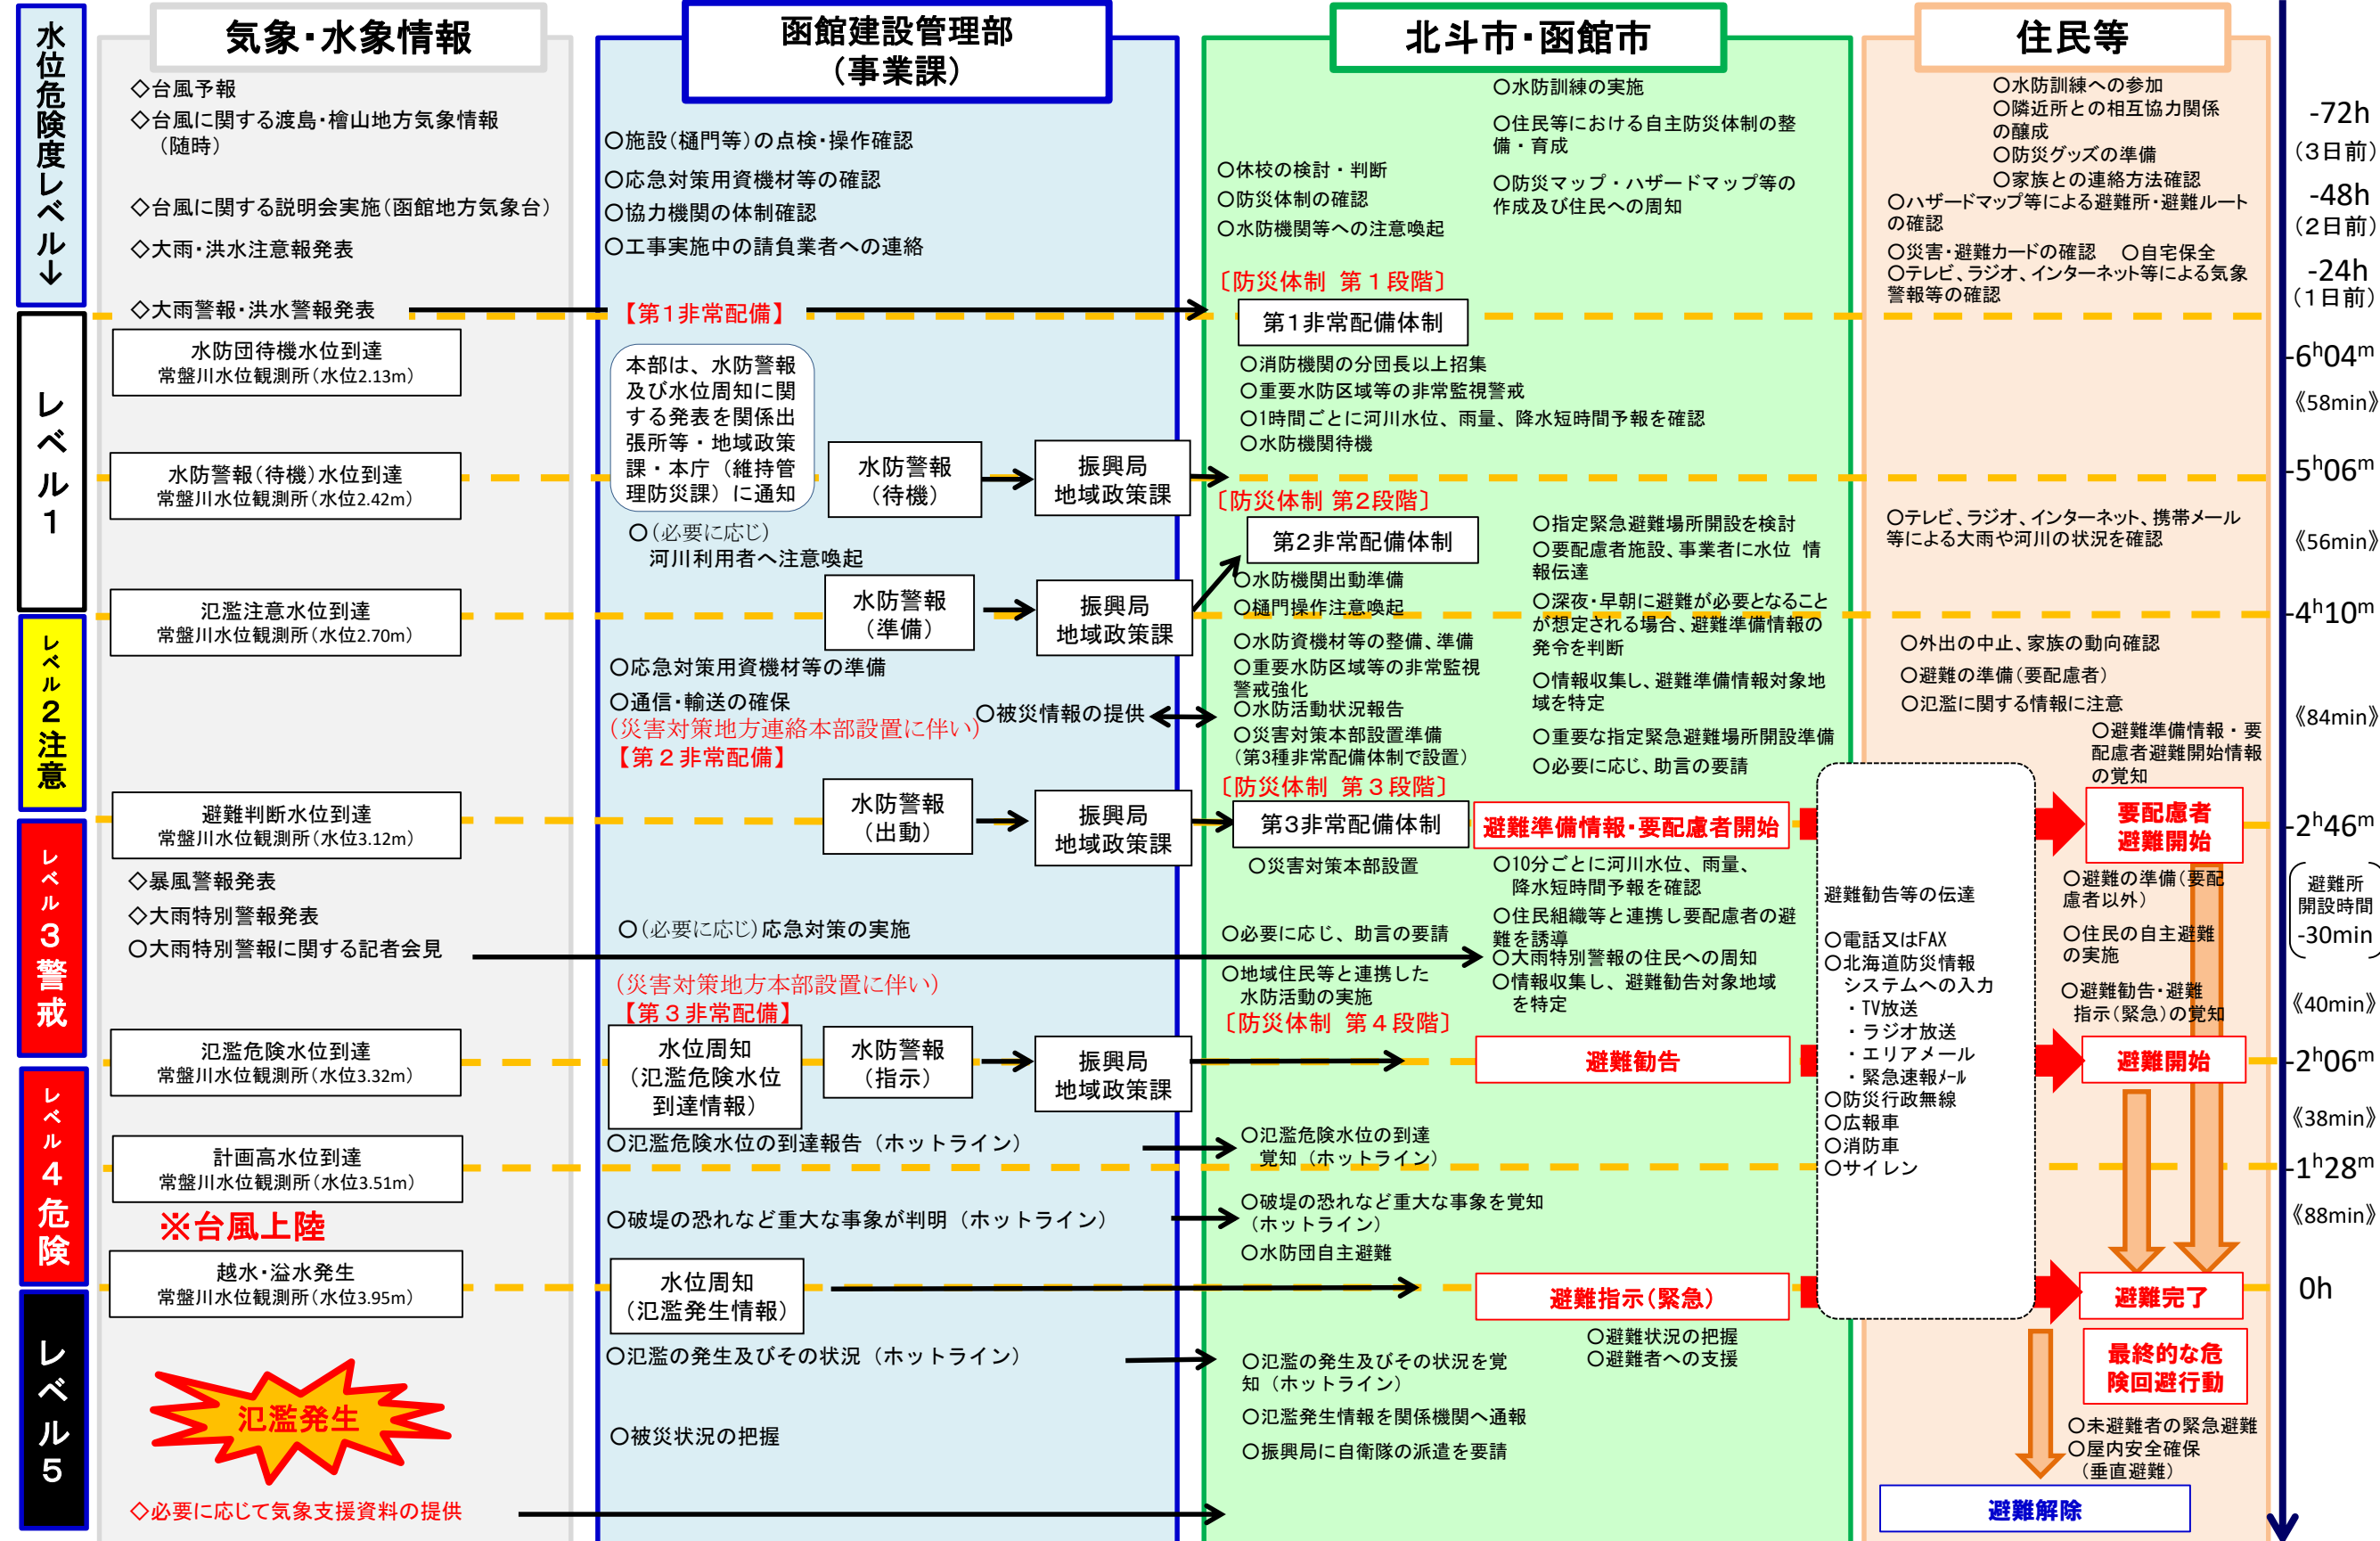 水位危険度レベル↓
レベル1
レベル2注意
レベル3警戒
レベル4危険
レベル5
気象・水象情報
◇台風予報
◇台風に関する渡島・檜山地方気象情報
（随時）
◇台風に関する説明会実施（函館地方気象台）
◇大雨・洪水注意報発表
◇大雨警報・洪水警報発表
水防団待機水位到達
常盤川水位観測所（水位2.13m）
水防警報（待機）水位到達
常盤川水位観測所（水位2.42m）
氾濫注意水位到達
常盤川水位観測所（水位2.70m）
避難判断水位到達
常盤川水位観測所（水位3.12m）
◇暴風警報発表
◇大雨特別警報発表
○大雨特別警報に関する記者会見
氾濫危険水位到達
常盤川水位観測所（水位3.32m）
計画高水位到達
常盤川水位観測所（水位3.51m）
※台風上陸
越水・溢水発生
常盤川水位観測所（水位3.95m）
氾濫発生
◇必要に応じて気象支援資料の提供
函館建設管理部
（事業課）
○施設（樋門等）の点検・操作確認
○応急対策用資機材等の確認
○協力機関の体制確認
○工事実施中の請負業者への連絡
【第1非常配備】
本部は、水防警報
及び水位周知に関
する発表を関係出
張所等・地域政策
課・本庁（維持管
理防災課）に通知
水防警報
（待機）
振興局
地域政策課
○（必要に応じ）
河川利用者へ注意喚起
水防警報
（準備）
振興局
地域政策課
○応急対策用資機材等の準備
○通信・輸送の確保
（災害対策地方連絡本部設置に伴い）
【第２非常配備】
○被災情報の提供
水防警報
（出動）
振興局
地域政策課
○（必要に応じ）応急対策の実施
（災害対策地方本部設置に伴い）
【第３非常配備】
水位周知
（氾濫危険水位
到達情報）
水防警報
（指示）
振興局
地域政策課
○氾濫危険水位の到達報告（ホットライン）
○破堤の恐れなど重大な事象が判明（ホットライン）
水位周知
（氾濫発生情報）
○氾濫の発生及びその状況（ホットライン）
○被災状況の把握
北斗市・函館市
○水防訓練の実施
○住民等における自主防災体制の整
備・育成
○防災マップ・ハザードマップ等の
作成及び住民への周知
○休校の検討・判断
○防災体制の確認
○水防機関等への注意喚起
〔防災体制 第１段階〕
第1非常配備体制
○消防機関の分団長以上招集
○重要水防区域等の非常監視警戒
○1時間ごとに河川水位、雨量、降水短時間予報を確認
○水防機関待機
〔防災体制 第2段階〕
第2非常配備体制
○水防機関出動準備
○樋門操作注意喚起
○水防資機材等の整備、準備
○重要水防区域等の非常監視
警戒強化
○水防活動状況報告
○災害対策本部設置準備
（第3種非常配備体制で設置）
○指定緊急避難場所開設を検討
○要配慮者施設、事業者に水位 情
報伝達
○深夜・早朝に避難が必要となること
が想定される場合、避難準備情報の
発令を判断
○情報収集し、避難準備情報対象地
域を特定
○重要な指定緊急避難場所開設準備
○必要に応じ、助言の要請
〔防災体制 第３段階〕
第3非常配備体制
避難準備情報・要配慮者開始
○災害対策本部設置
○必要に応じ、助言の要請
○地域住民等と連携した
水防活動の実施
○10分ごとに河川水位、雨量、
降水短時間予報を確認
○住民組織等と連携し要配慮者の避
難を誘導
○大雨特別警報の住民への周知
○情報収集し、避難勧告対象地域
を特定
〔防災体制 第４段階〕
避難勧告
○氾濫危険水位の到達
覚知（ホットライン）
○破堤の恐れなど重大な事象を覚知
（ホットライン）
○水防団自主避難
避難指示（緊急）
○避難状況の把握
○避難者への支援
○氾濫の発生及びその状況を覚
知（ホットライン）
○氾濫発生情報を関係機関へ通報
○振興局に自衛隊の派遣を要請
避難勧告等の伝達
○電話又はFAX
○北海道防災情報
システムへの入力
・TV放送
・ラジオ放送
・エリアメール
・緊急速報ﾒｰﾙ
○防災行政無線
○広報車
○消防車
○サイレン
住民等
○水防訓練への参加
○隣近所との相互協力関係
の醸成
○防災グッズの準備
○家族との連絡方法確認
○ハザードマップ等による避難所・避難ルート
の確認
○災害・避難カードの確認　○自宅保全
○テレビ、ラジオ、インターネット等による気象
警報等の確認
○テレビ、ラジオ、インターネット、携帯メール
等による大雨や河川の状況を確認
○外出の中止、家族の動向確認
○避難の準備（要配慮者）
○氾濫に関する情報に注意
○避難準備情報・要
配慮者避難開始情報
の覚知
要配慮者
避難開始
○避難の準備（要配
慮者以外）
○住民の自主避難
の実施
○避難勧告・避難
指示（緊急）の覚知
避難開始
避難完了
最終的な危
険回避行動
○未避難者の緊急避難
○屋内安全確保
（垂直避難）
避難解除
-72h
（３日前）
-48h
（２日前）
-24h
（１日前）
-6h04m
《58min》
-5h06m
《56min》
-4h10m
《84min》
-2h46m
避難所
開設時間
-30min
《40min》
-2h06m
《38min》
-1h28m
《88min》
0h